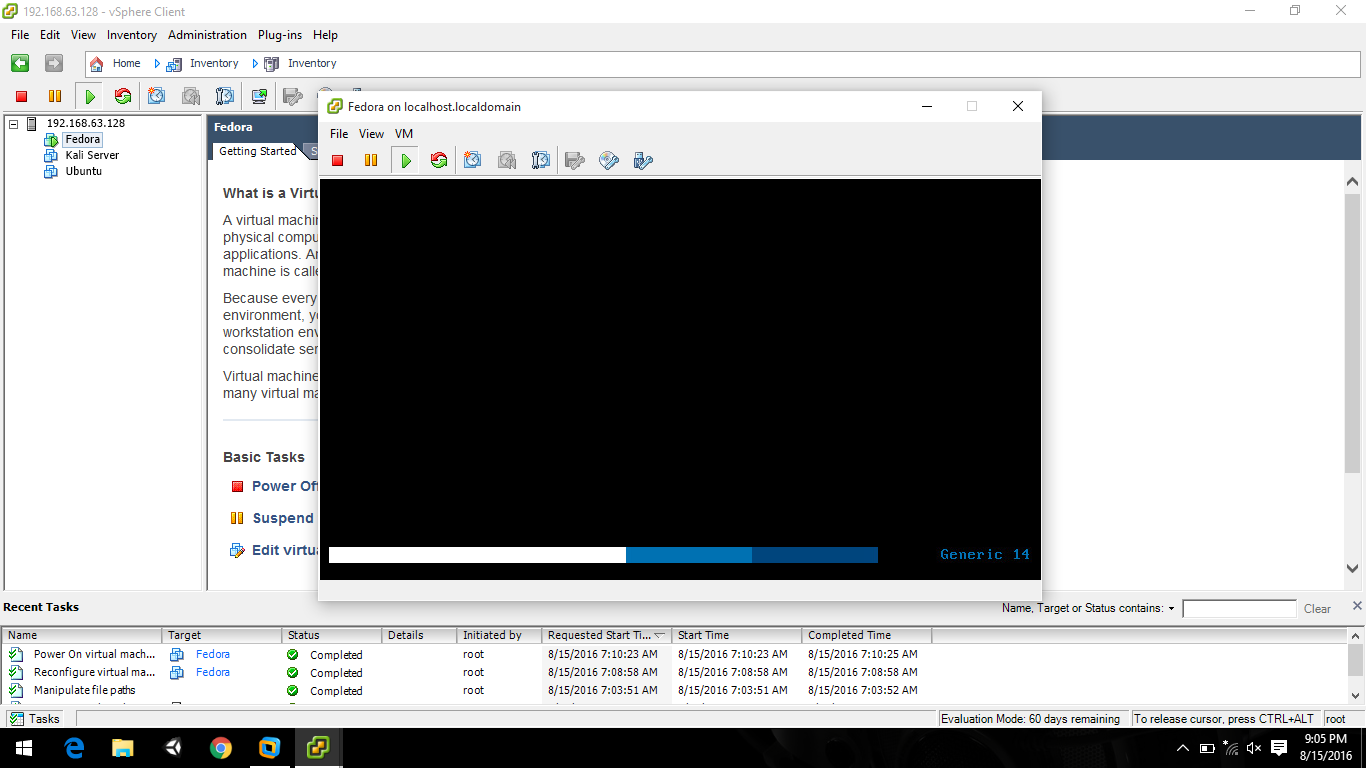 192.168.63.128 - vSphere Client
File Edit View Inventory Administration Plug-ins Help
Home Inventory Inventory
192.168.63.128
Fedora
Kali Server
Ubuntu
Fedora
Getting Started S
What is a Virtu
A virtual machin
physical compu
applications. An
machine is calle
Because every
environment, yo
workstation env
consolidate ser
Virtual machine
many virtual ma
Basic Tasks
Power Off
Suspend
Edit virtua
Fedora on localhost.localdomain
File View VM
Generic 14
Recent Tasks
Name, Target or Status contains: Clear
Name Target Status Details Initiated by Requested Start Ti... Start Time Completed Time
Power On virtual mach... Fedora Completed root 8/15/2016 7:10:23 AM 8/15/2016 7:10:23 AM 8/15/2016 7:10:25 AM
Reconfigure virtual ma... Fedora Completed root 8/15/2016 7:08:58 AM 8/15/2016 7:08:58 AM 8/15/2016 7:08:58 AM
Manipulate file paths Completed root 8/15/2016 7:03:51 AM 8/15/2016 7:03:51 AM 8/15/2016 7:03:52 AM
Tasks Evaluation Mode: 60 days remaining To release cursor, press CTRL+ALT root
9:05 PM
8/15/2016